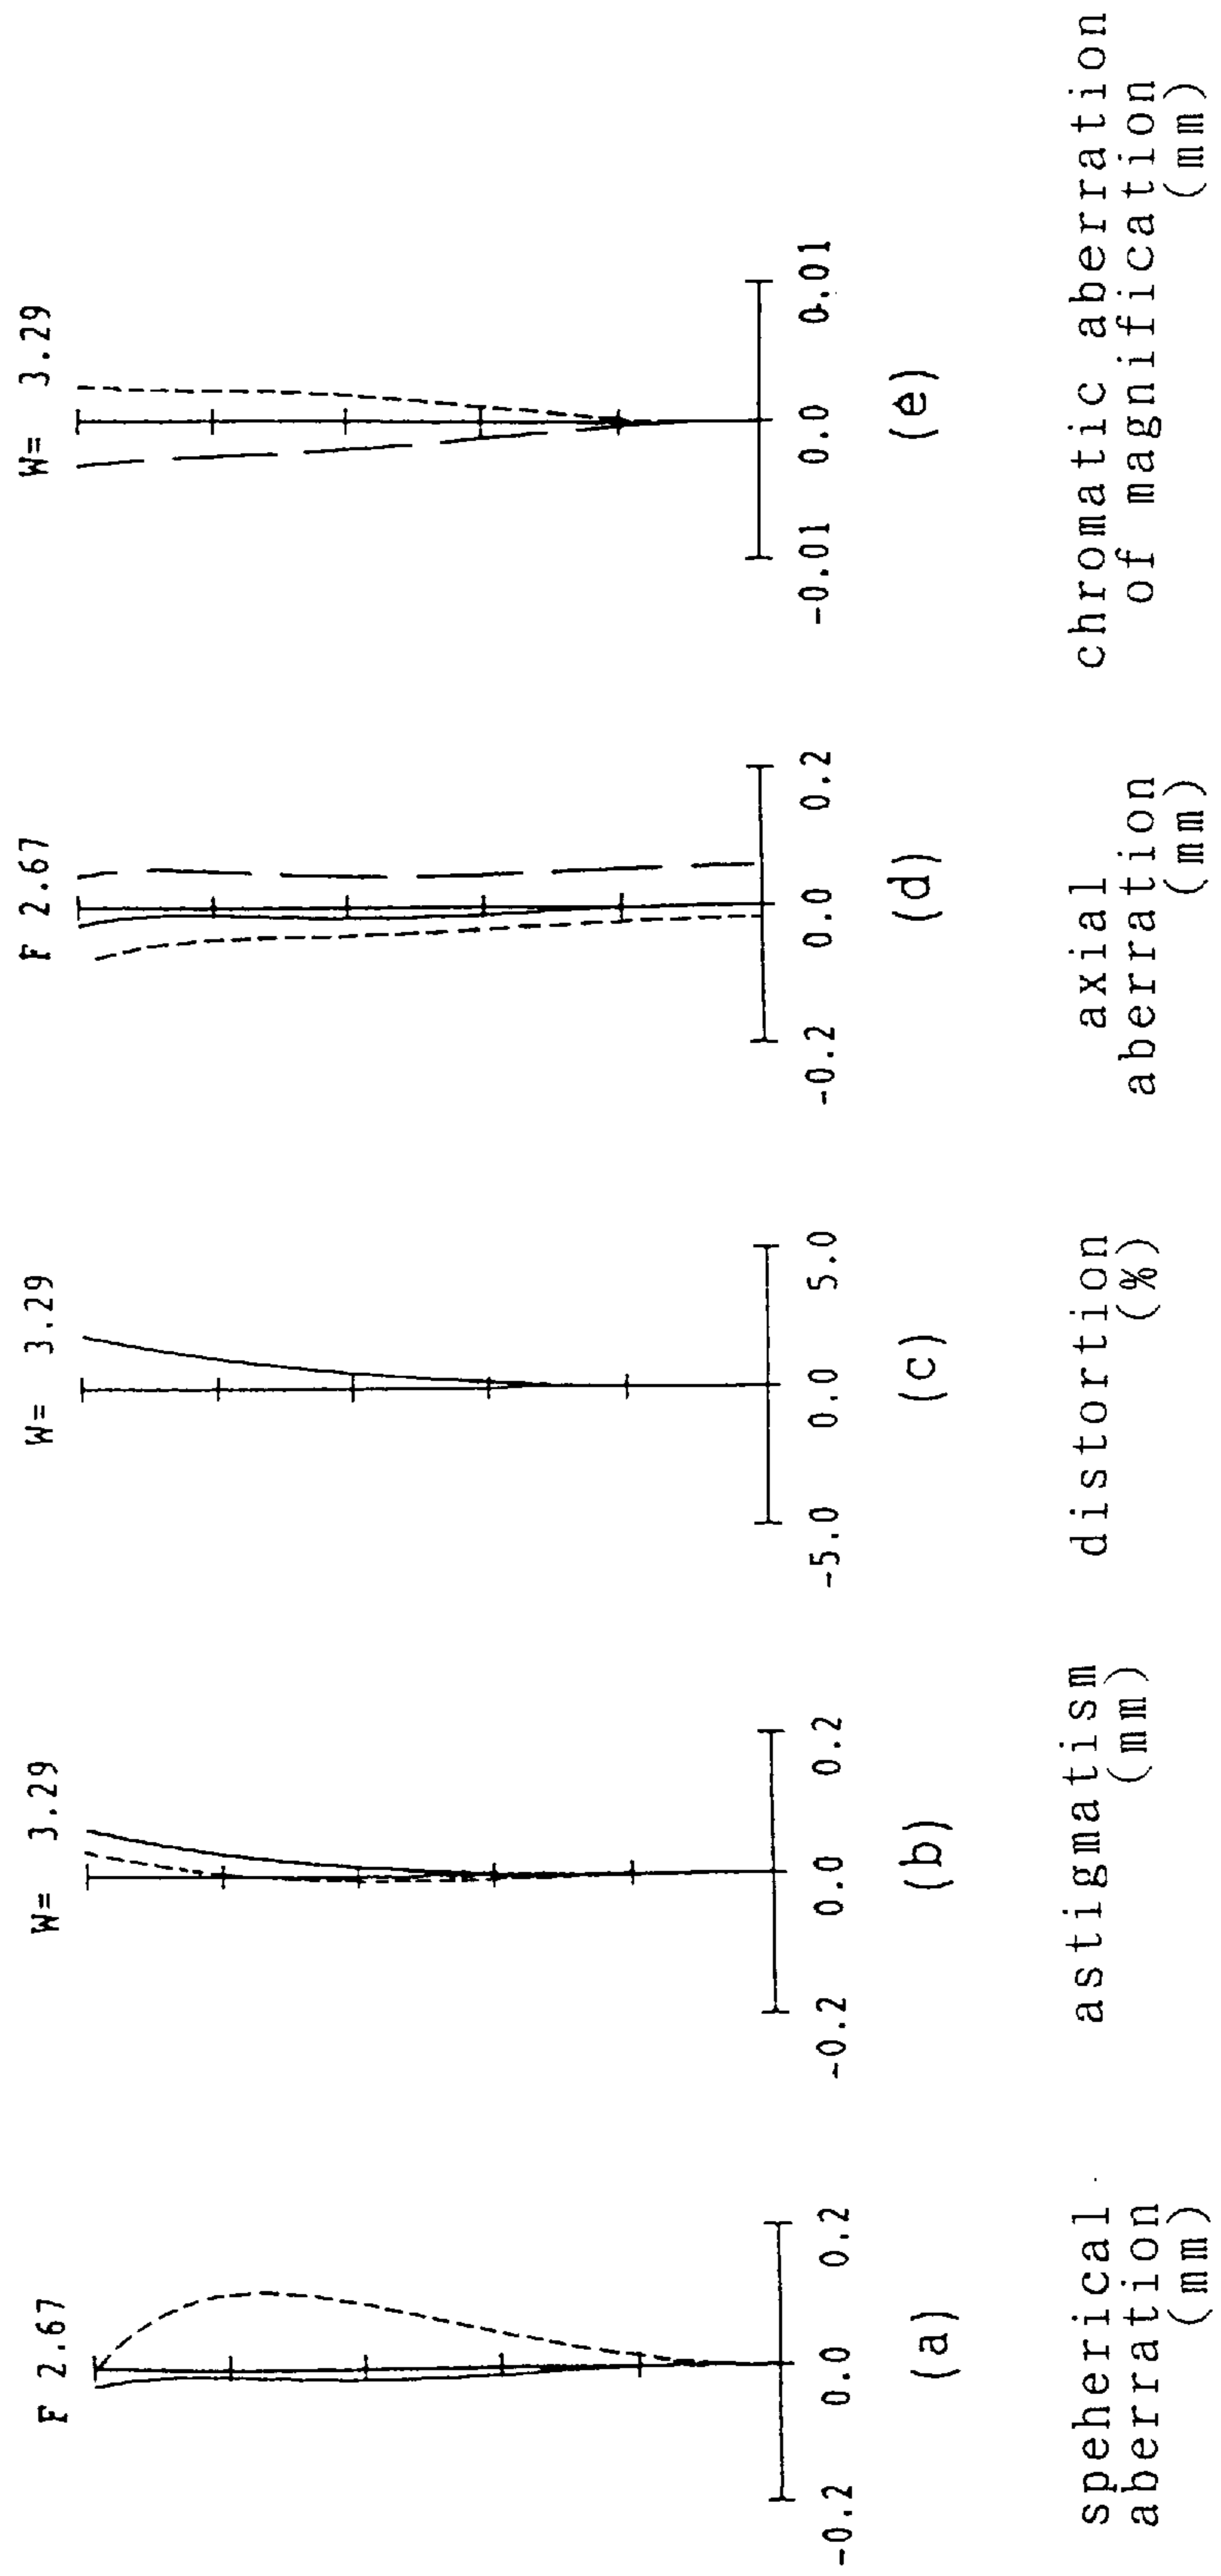 F 2.67
-0.2 0.0 0.2
(a)
speherical
aberration
(mm)
W= 3.29
-0.2 0.0 0.2
(b)
astigmatism
(mm)
W= 3.29
-5.0 0.0 5.0
(c)
distortion
(%)
F 2.67
-0.2 0.0 0.2
(d)
axial
aberration
(mm)
W= 3.29
-0.01 0.0 0.01
(e)
chromatic aberration
of magnification
(mm)